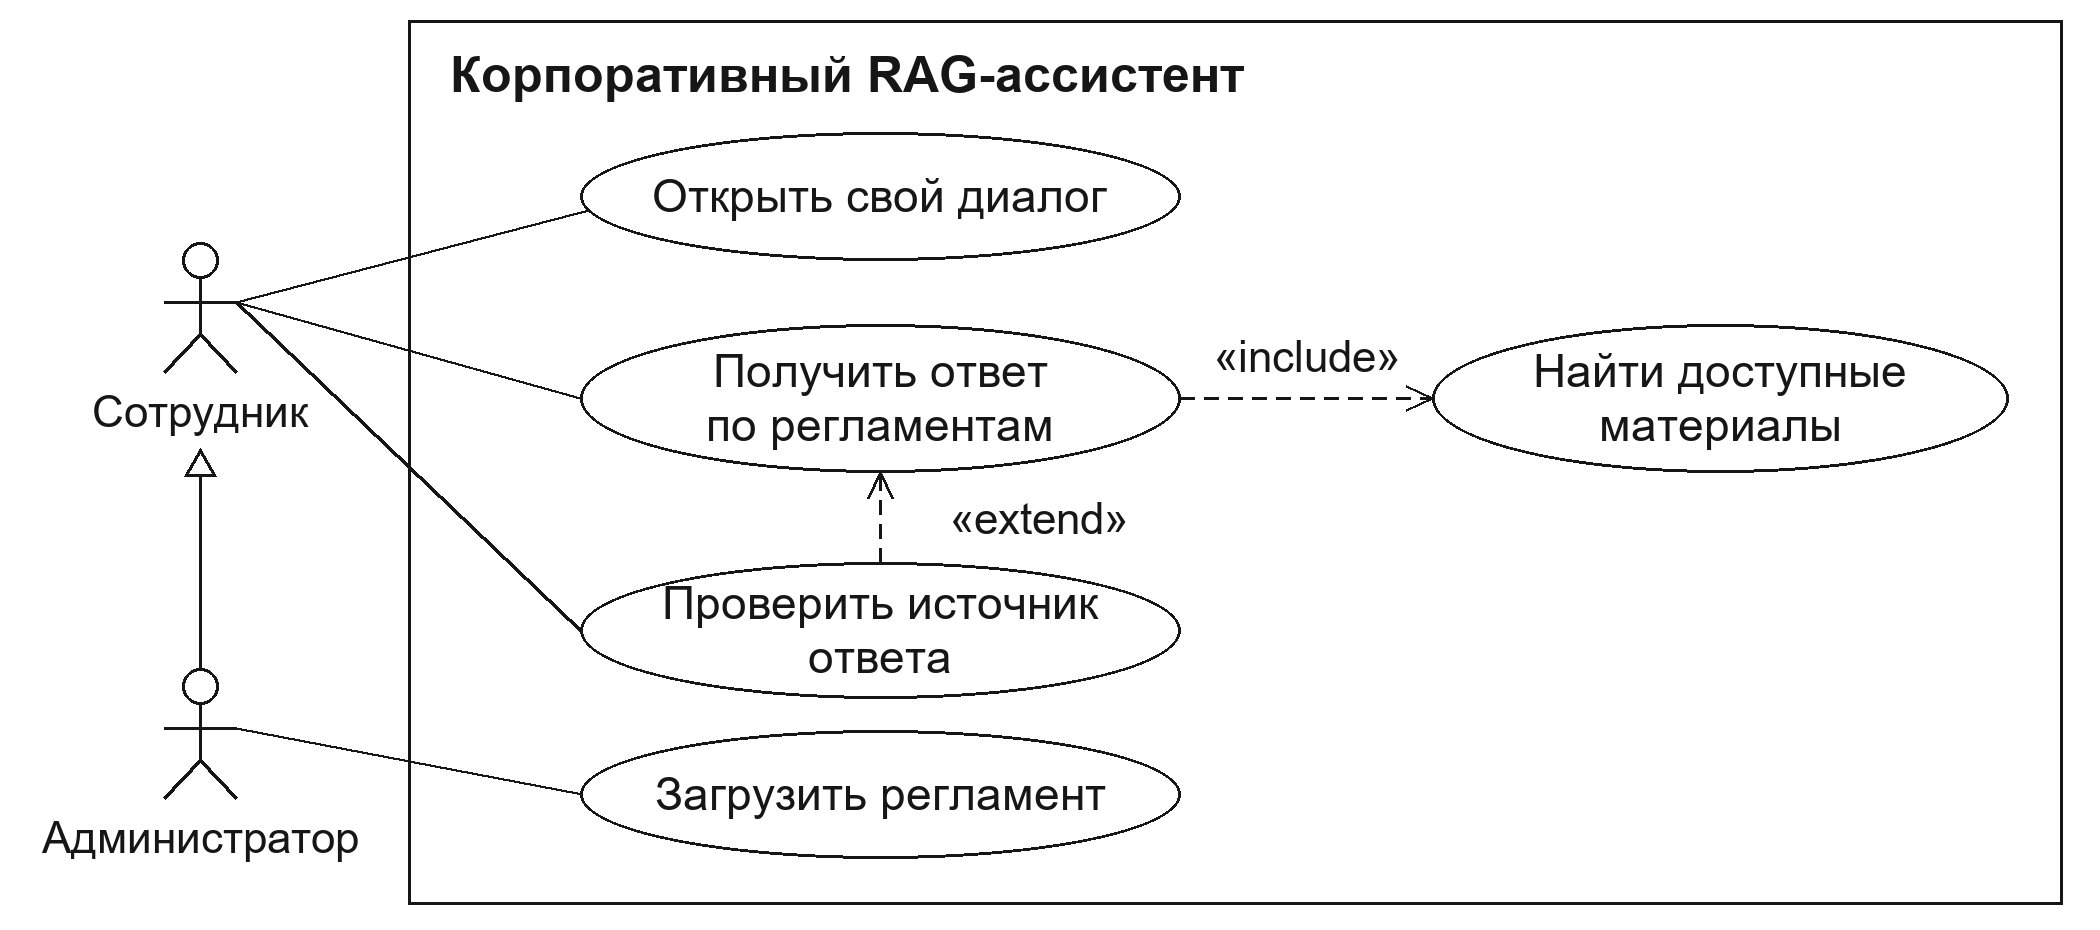 Корпоративный RAG-ассистент
Открыть свой диалог
Сотрудник
Получить ответ
по регламентам
«include»
Найти доступные
материалы
«extend»
Проверить источник
ответа
Администратор
Загрузить регламент